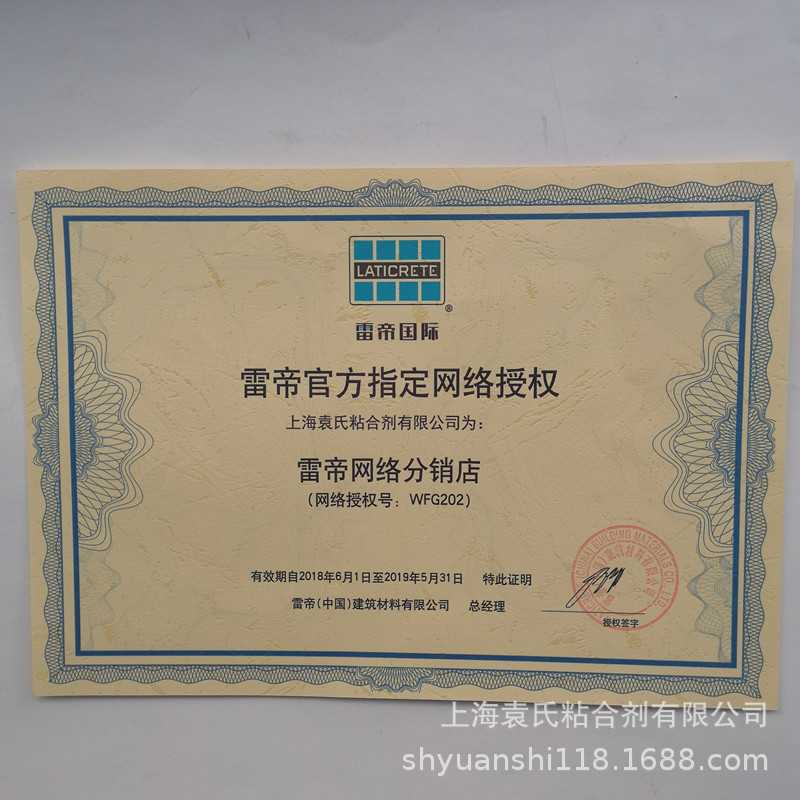 LATICRETE
®
雷帝国际
雷帝官方指定网络授权
上海袁氏粘合剂有限公司为：
雷帝网络分销店
（网络授权号：WFG202）
有效期自2018年6月1日至2019年5月31日 特此证明
雷帝（中国）建筑材料有限公司 总经理
授权签字
上海袁氏粘合剂有限公司
shyuanshi118.1688.com